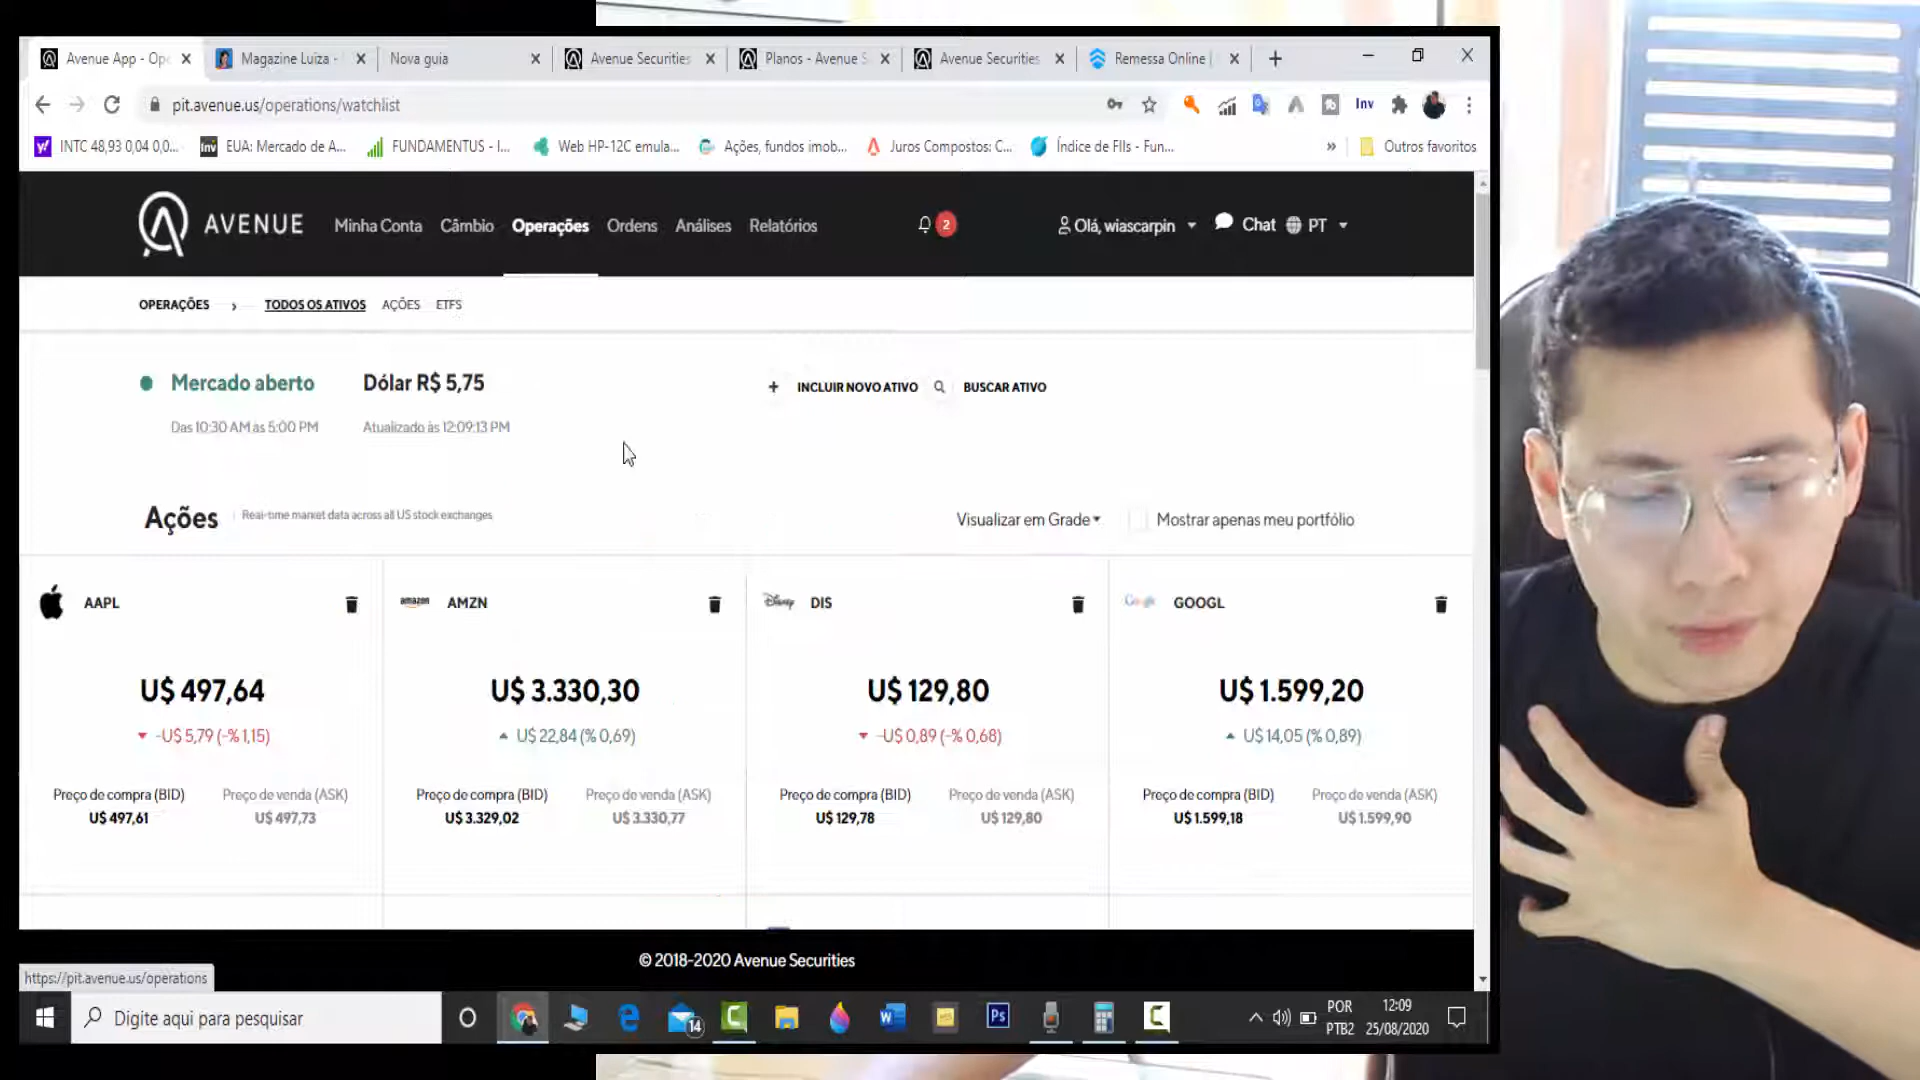 Avenue App - Ope
Magazine Luiza -
Nova guia
Avenue Securities
Planos - Avenue S
Avenue Securities
Remessa Online |
pit.avenue.us/operations/watchlist
Inv
INTC 48,93 0,04 0,0...
Inv
EUA: Mercado de A...
FUNDAMENTUS - I...
Web HP-12C emula...
Ações, fundos imob...
Juros Compostos: C...
Índice de FIIs - Fun...
»
Outros favoritos
AVENUE
Minha Conta
Câmbio
Operações
Ordens
Análises
Relatórios
2
Olá, wiascarpin
Chat
PT
OPERAÇÕES
TODOS OS ATIVOS
AÇÕES
ETFS
Mercado aberto
Dólar R$ 5,75
+ INCLUIR NOVO ATIVO
BUSCAR ATIVO
Das 10:30 AM às 5:00 PM
Atualizado às 12:09:13 PM
Ações
Real-time market data across all US stock exchanges
Visualizar em Grade
Mostrar apenas meu portfólio
AAPL
amazon
AMZN
Disney
DIS
Google
GOOGL
U$ 497,64
U$ 3.330,30
U$ 129,80
U$ 1.599,20
-U$ 5,79 (-% 1,15)
U$ 22,84 (% 0,69)
-U$ 0,89 (-% 0,68)
U$ 14,05 (% 0,89)
Preço de compra (BID)
Preço de venda (ASK)
Preço de compra (BID)
Preço de venda (ASK)
Preço de compra (BID)
Preço de venda (ASK)
Preço de compra (BID)
Preço de venda (ASK)
U$ 497,61
U$ 497,73
U$ 3.329,02
U$ 3.330,77
U$ 129,78
U$ 129,80
U$ 1.599,18
U$ 1.599,90
© 2018-2020 Avenue Securities
https://pit.avenue.us/operations
Digite aqui para pesquisar
14
Ps
POR
PTB2
12:09
25/08/2020